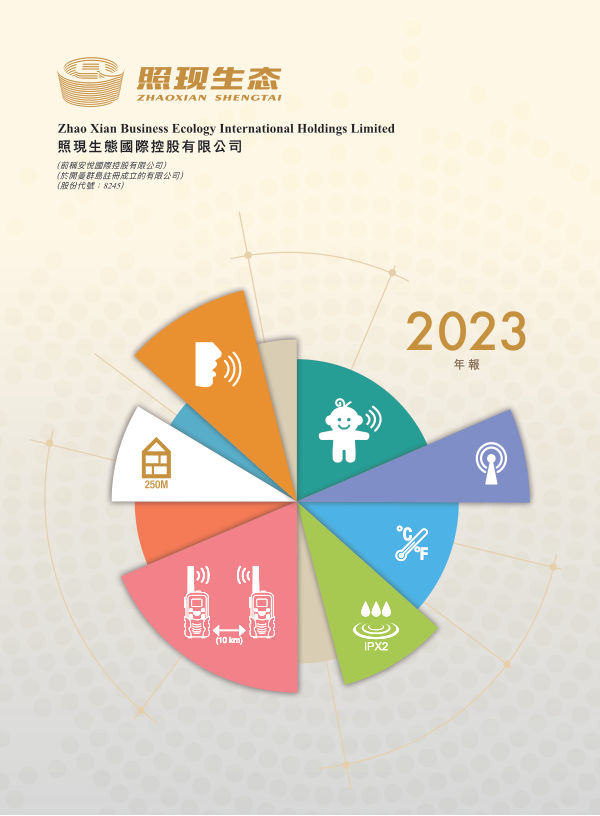 照现生态
ZHAOXIAN SHENGTAI
Zhao Xian Business Ecology International Holdings Limited
照現生態國際控股有限公司
(前稱安悅國際控股有限公司)
(於開曼群島註冊成立的有限公司)
(股份代號：8245)
2023
年報
250M
°C
°F
(10 km)
IPX2